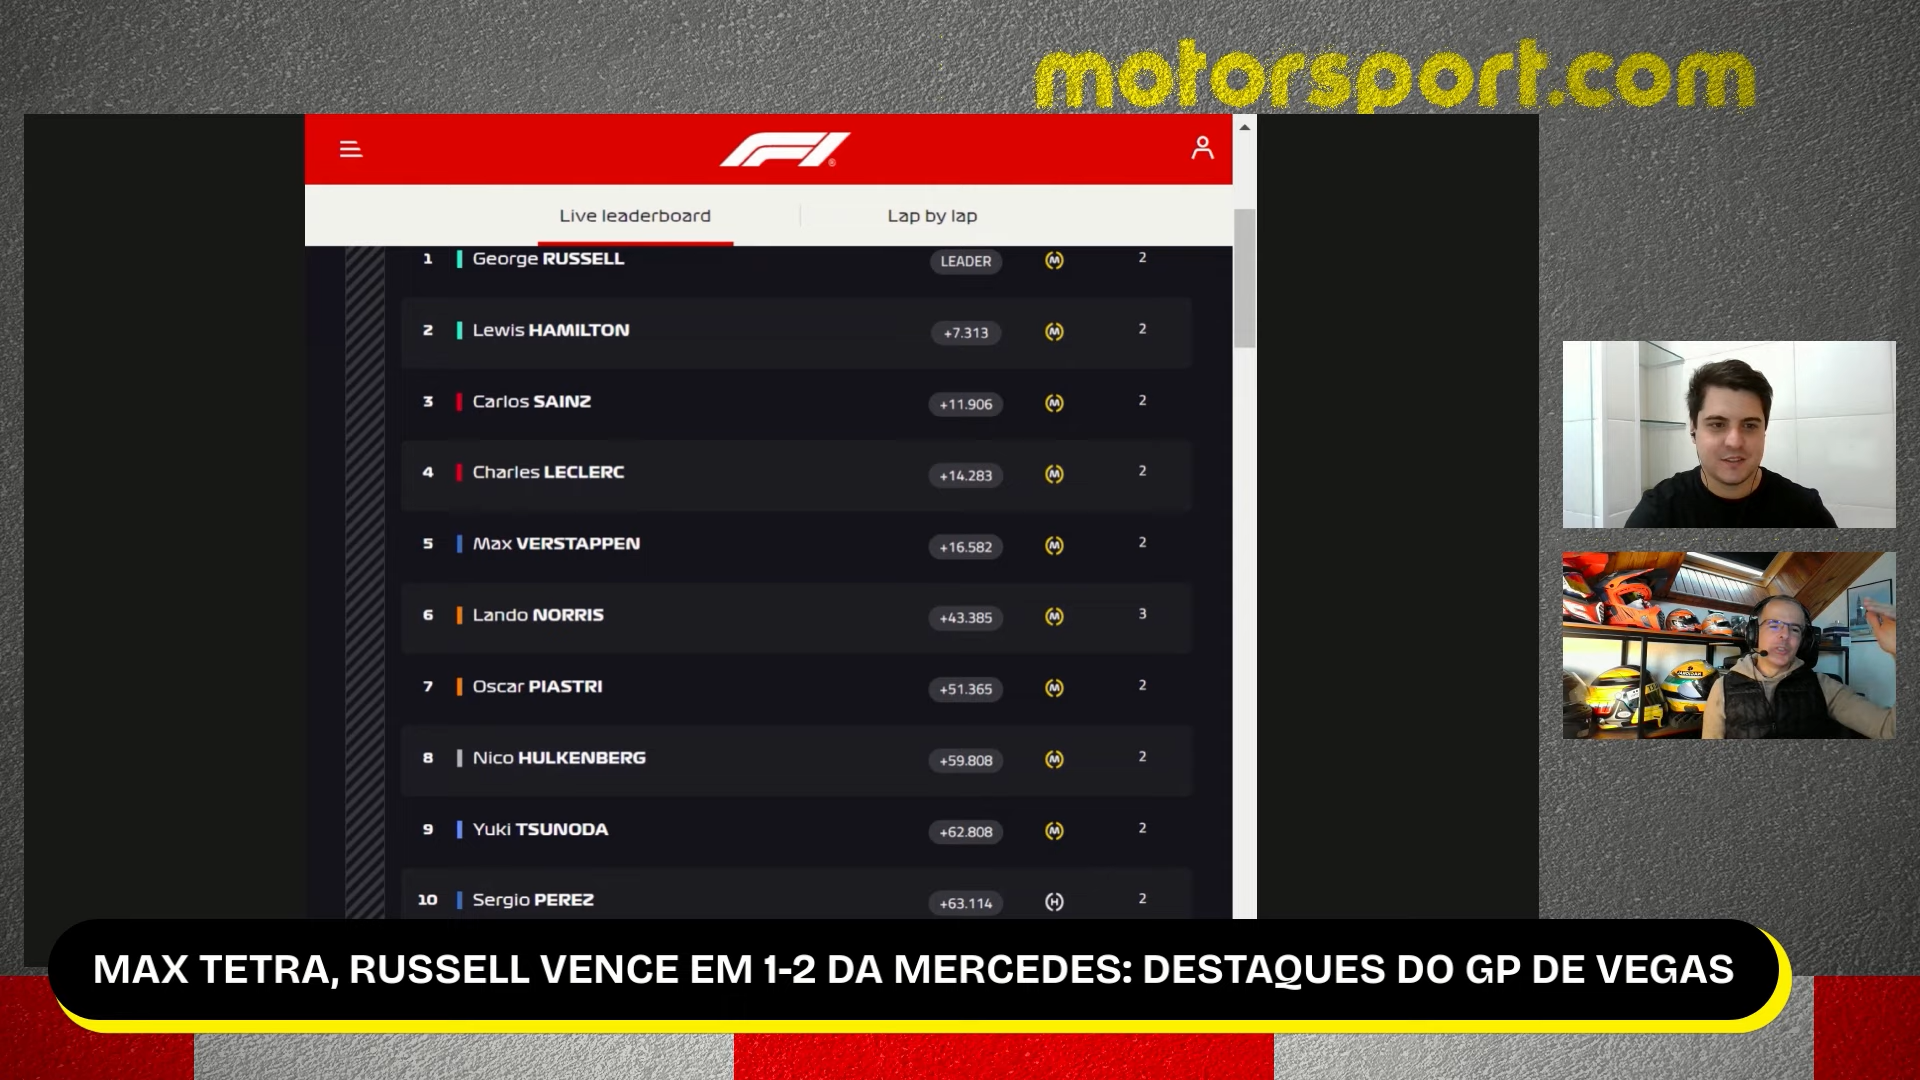 motorsport.com
F1
Live leaderboard
Lap by lap
1 George RUSSELL LEADER M 2
2 Lewis HAMILTON +7.313 M 2
3 Carlos SAINZ +11.906 M 2
4 Charles LECLERC +14.283 M 2
5 Max VERSTAPPEN +16.582 M 2
6 Lando NORRIS +43.385 M 3
7 Oscar PIASTRI +51.365 M 2
8 Nico HULKENBERG +59.808 M 2
9 Yuki TSUNODA +62.808 M 2
10 Sergio PEREZ +63.114 H 2
MAX TETRA, RUSSELL VENCE EM 1-2 DA MERCEDES: DESTAQUES DO GP DE VEGAS